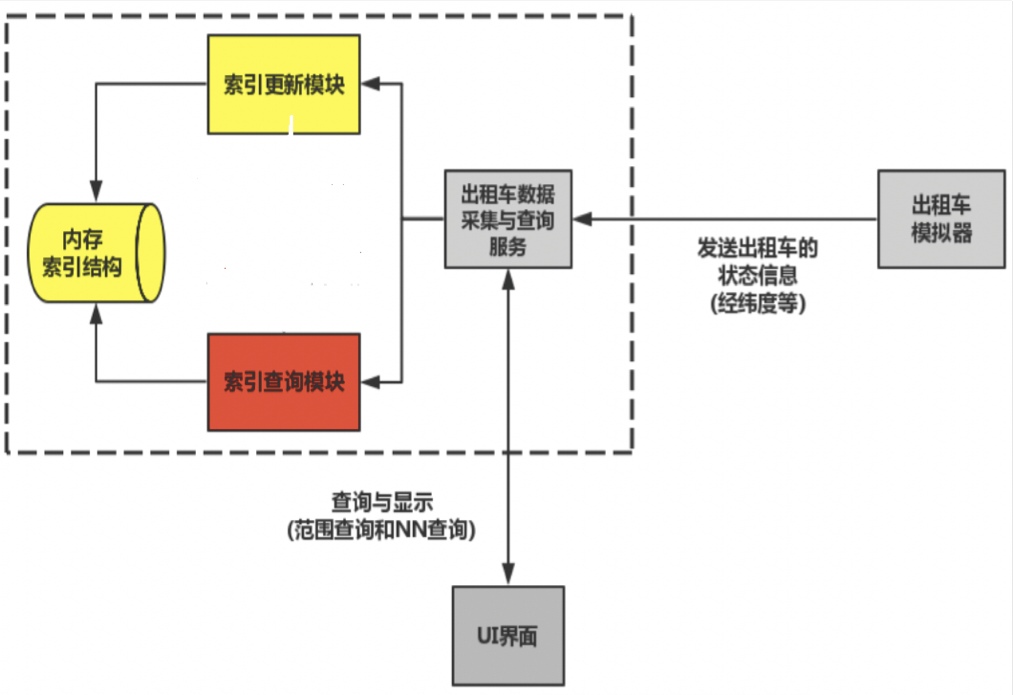 索引更新模块
出租车数据
采集与查询
服务
出租车
模拟器
内存
索引结构
发送出租车的
状态信息
(经纬度等)
索引查询模块
查询与显示
(范围查询和NN查询)
UI界面